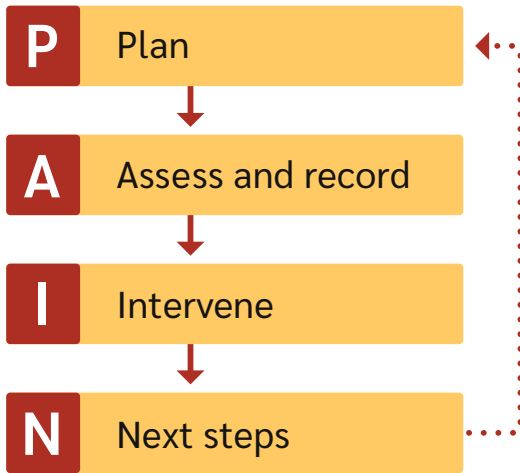 P Plan
A Assess and record
I Intervene
N Next steps